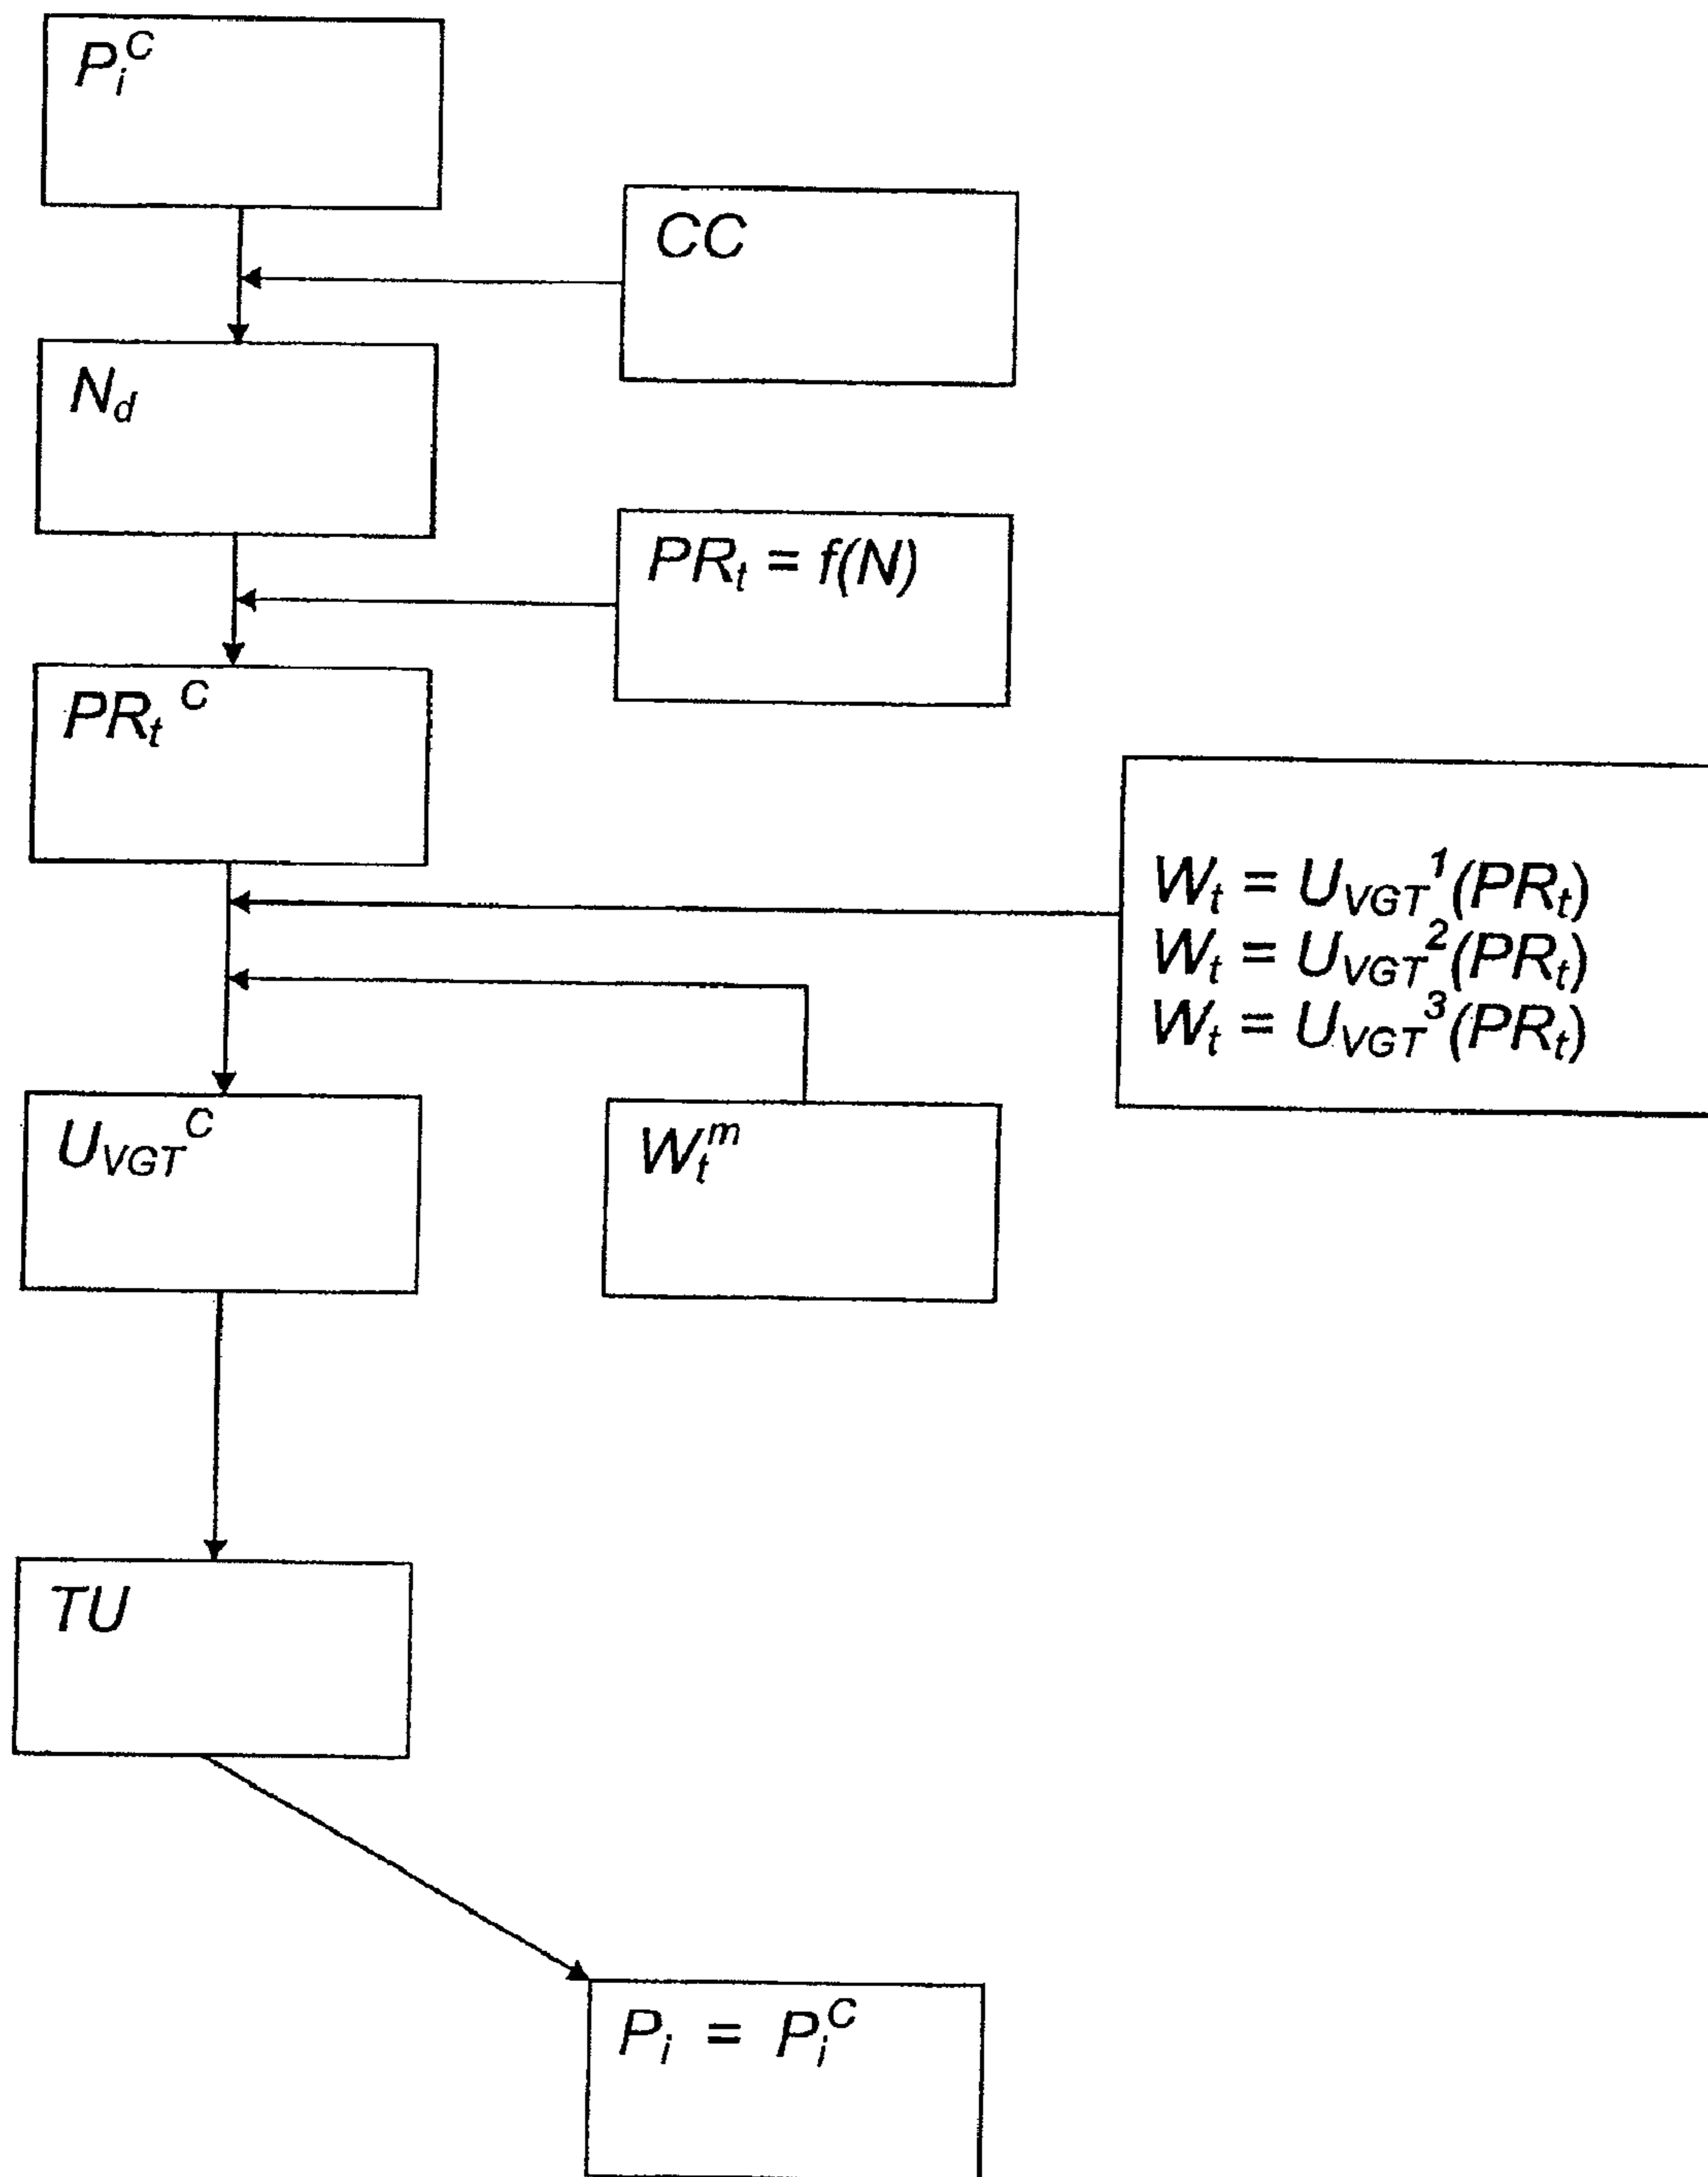 P_i^C
CC
N_d
PR_t = f(N)
PR_t^C
W_t = U_VGT^1(PR_t)
W_t = U_VGT^2(PR_t)
W_t = U_VGT^3(PR_t)
U_VGT^C
W_t^m
TU
P_i = P_i^C